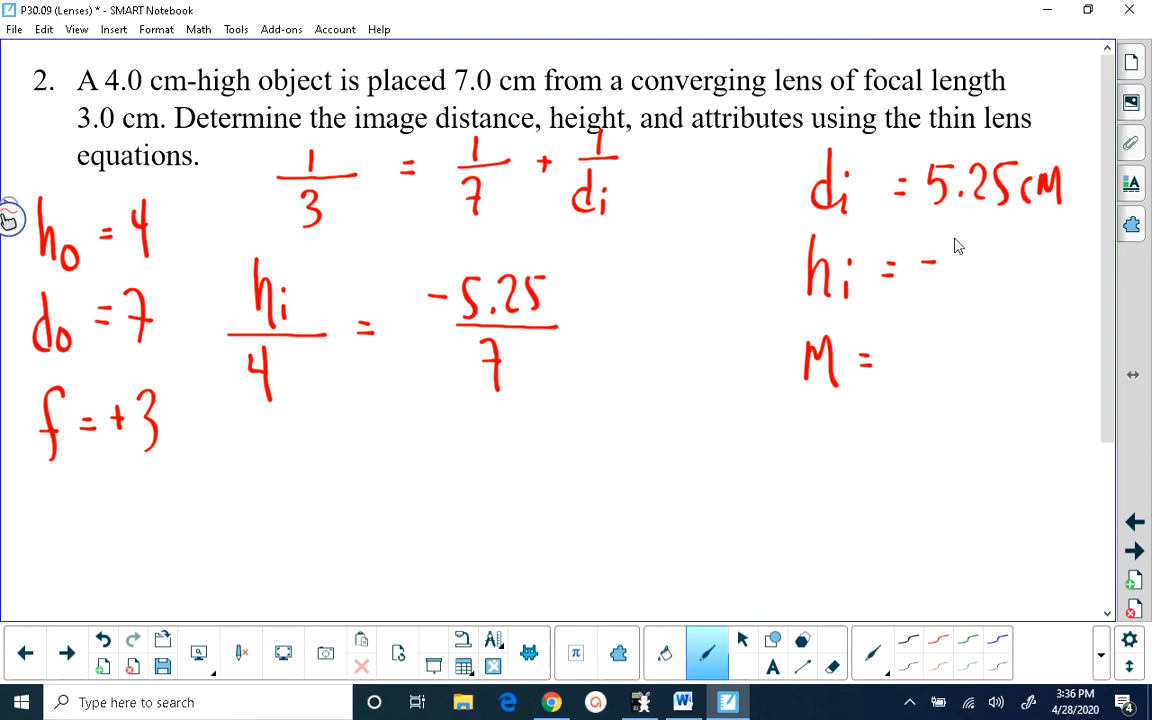 P30.09 (Lenses) * - SMART Notebook
File Edit View Insert Format Math Tools Add-ons Account Help
2. A 4.0 cm-high object is placed 7.0 cm from a converging lens of focal length
3.0 cm. Determine the image distance, height, and attributes using the thin lens
equations.
1/3 = 1/7 + 1/di
di = 5.25cm
ho = 4
hi = -
do = 7
hi/4 = -5.25/7
M =
f = +3
π
A
Type here to search
W
3:36 PM
4/28/2020
4